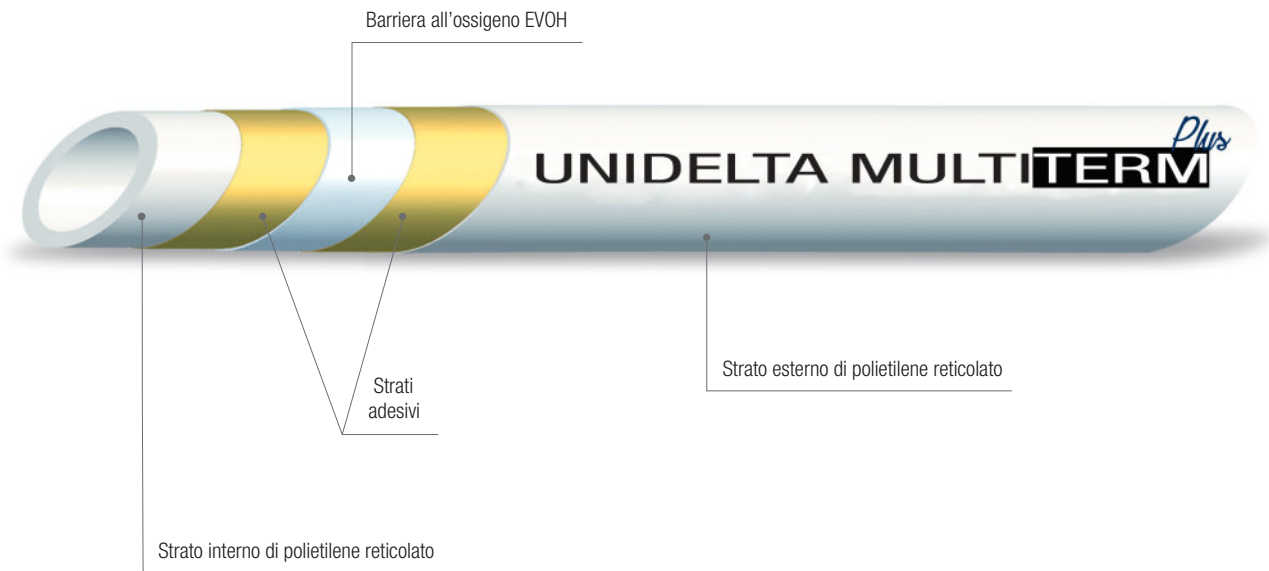 Barriera all'ossigeno EVOH
Plus
UNIDELTA MULTITERM
Strato esterno di polietilene reticolato
Strati
adesivi
Strato interno di polietilene reticolato